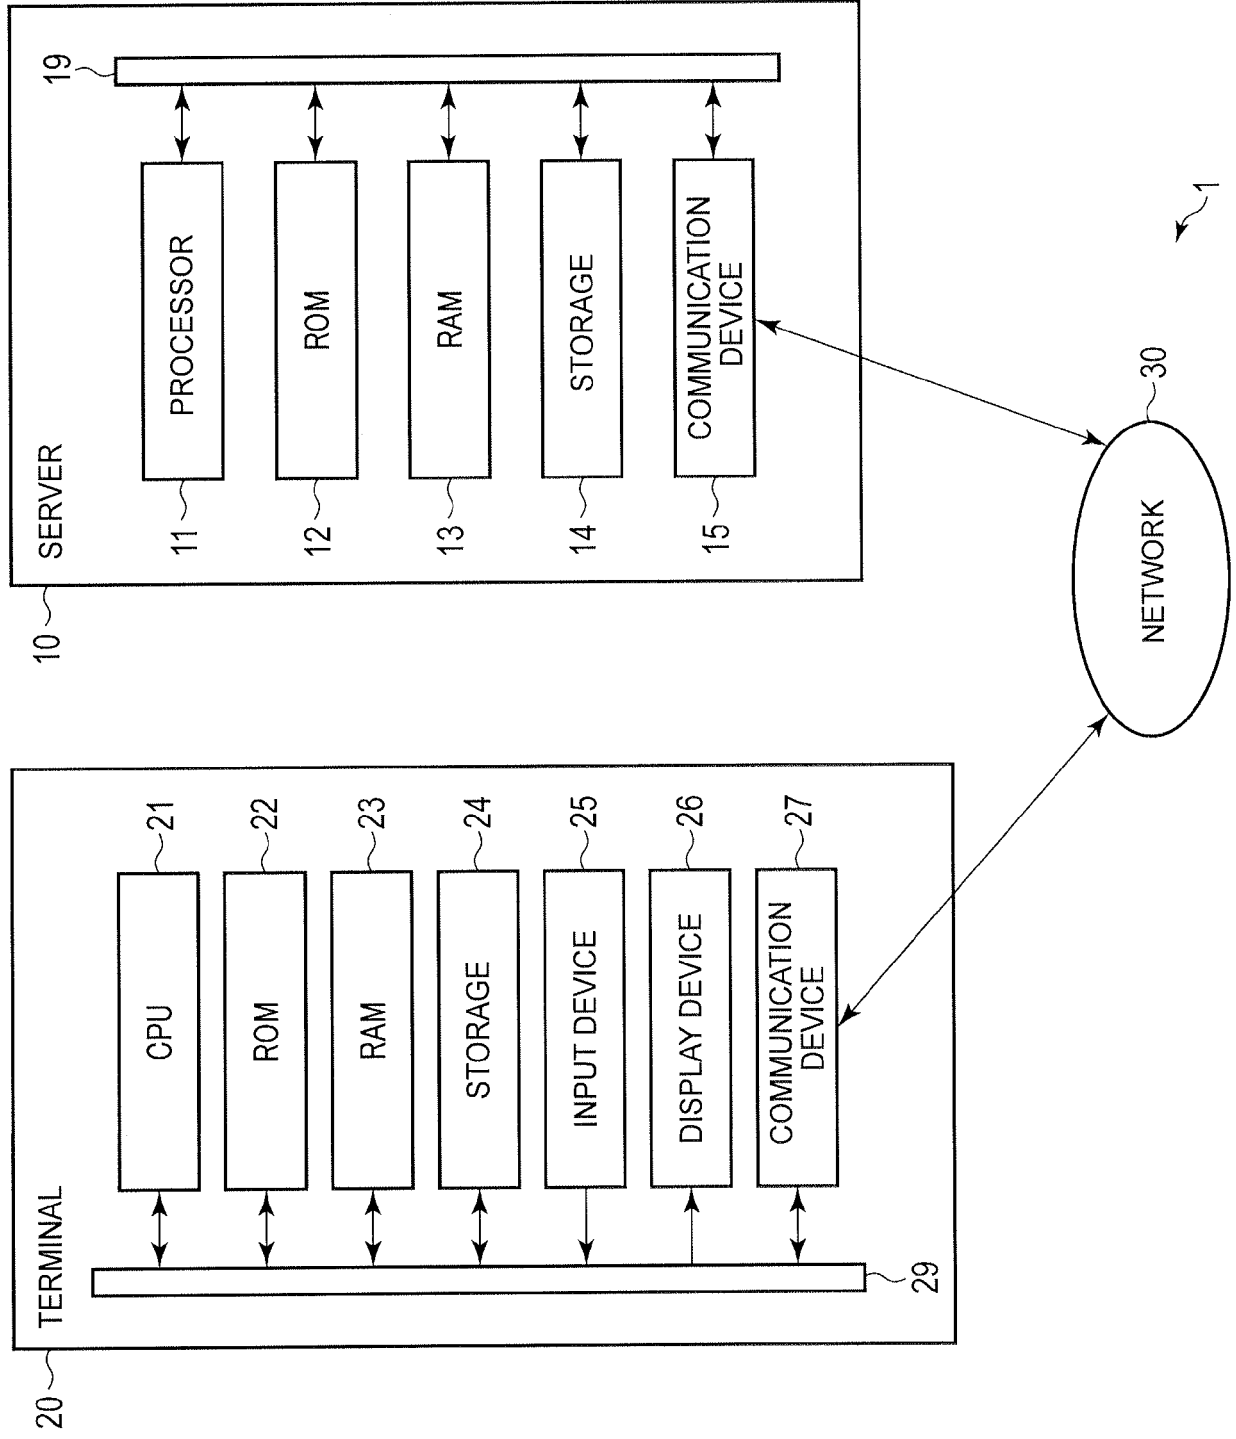 1
20
TERMINAL
CPU
21
ROM
22
RAM
23
STORAGE
24
INPUT DEVICE
25
DISPLAY DEVICE
26
COMMUNICATION
DEVICE
27
29
10
SERVER
19
11
PROCESSOR
12
ROM
13
RAM
14
STORAGE
15
COMMUNICATION
DEVICE
NETWORK
30